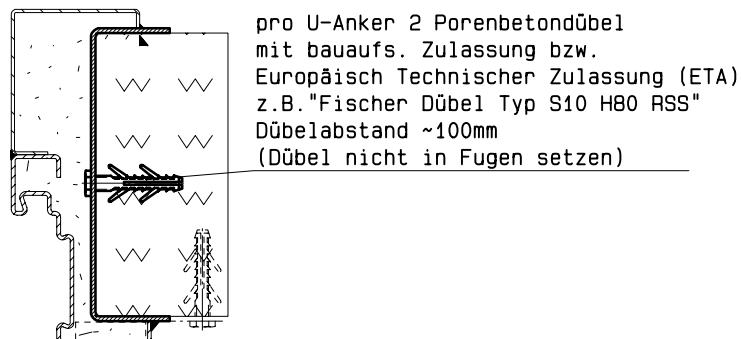 pro U-Anker 2 Porenbetondübel
mit bauaufs. Zulassung bzw.
Europäisch Technischer Zulassung (ETA)
z.B."Fischer Dübel Typ S10 H80 RSS"
Dübelabstand ~100mm
(Dübel nicht in Fugen setzen)